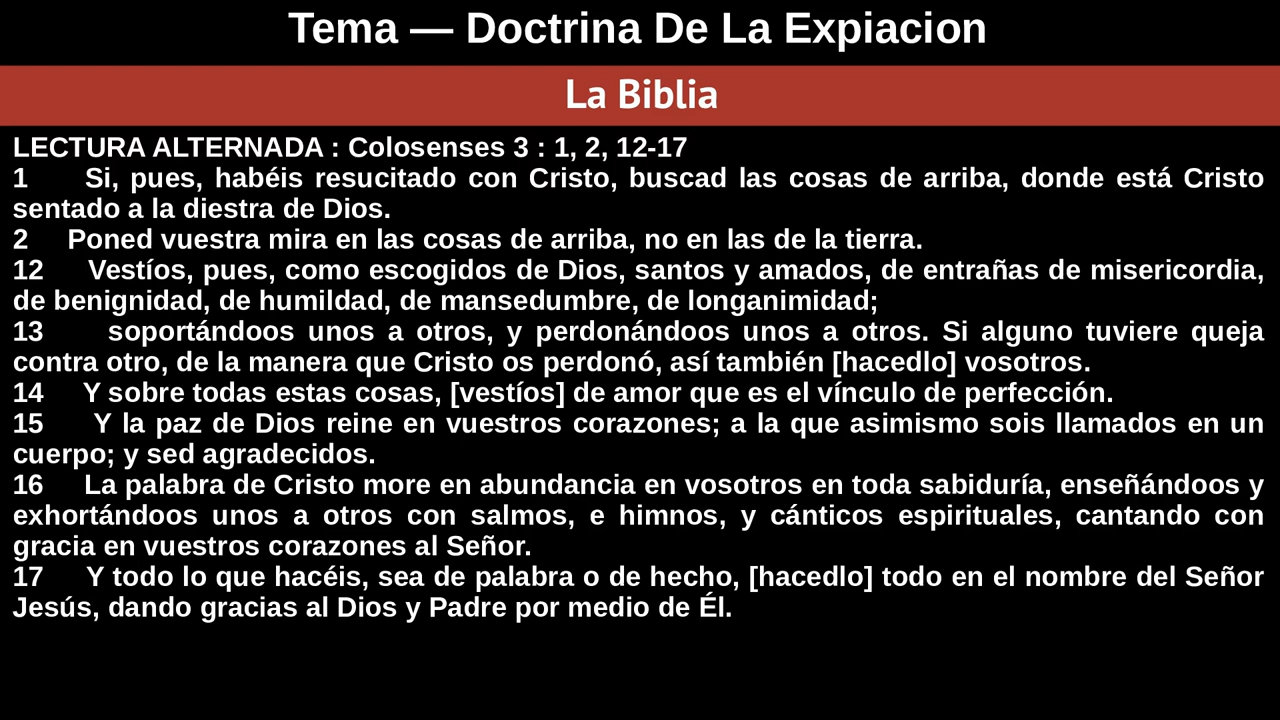 Tema — Doctrina De La Expiacion
La Biblia
LECTURA ALTERNADA : Colosenses 3 : 1, 2, 12-17
1 Si, pues, habéis resucitado con Cristo, buscad las cosas de arriba, donde está Cristo
sentado a la diestra de Dios.
2 Poned vuestra mira en las cosas de arriba, no en las de la tierra.
12 Vestíos, pues, como escogidos de Dios, santos y amados, de entrañas de misericordia,
de benignidad, de humildad, de mansedumbre, de longanimidad;
13 soportándoos unos a otros, y perdonándoos unos a otros. Si alguno tuviere queja
contra otro, de la manera que Cristo os perdonó, así también [hacedlo] vosotros.
14 Y sobre todas estas cosas, [vestíos] de amor que es el vínculo de perfección.
15 Y la paz de Dios reine en vuestros corazones; a la que asimismo sois llamados en un
cuerpo; y sed agradecidos.
16 La palabra de Cristo more en abundancia en vosotros en toda sabiduría, enseñándoos y
exhortándoos unos a otros con salmos, e himnos, y cánticos espirituales, cantando con
gracia en vuestros corazones al Señor.
17 Y todo lo que hacéis, sea de palabra o de hecho, [hacedlo] todo en el nombre del Señor
Jesús, dando gracias al Dios y Padre por medio de Él.